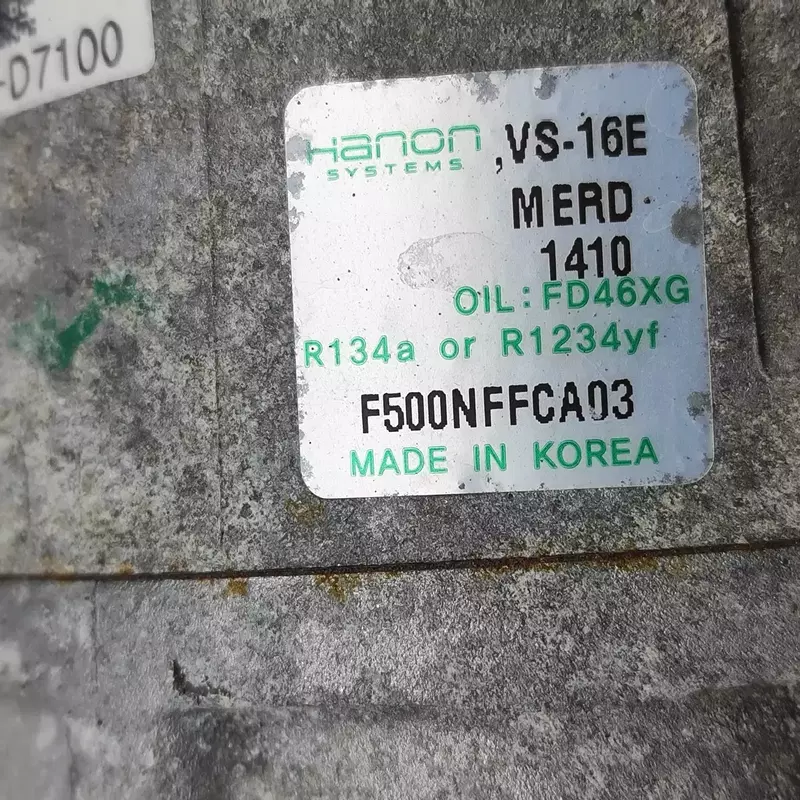 -D7100
Hanon ,VS-16E
SYSTEMS
MERD
1410
OIL: FD46XG
R134a or R1234yf
F500NFFCA03
MADE IN KOREA